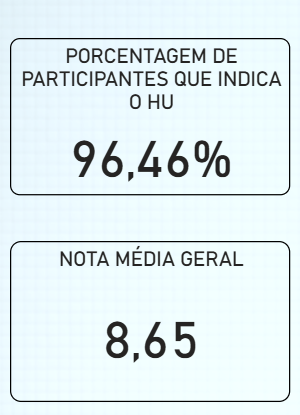 PORCENTAGEM DE
PARTICIPANTES QUE INDICA
O HU
96,46%
NOTA MÉDIA GERAL
8,65